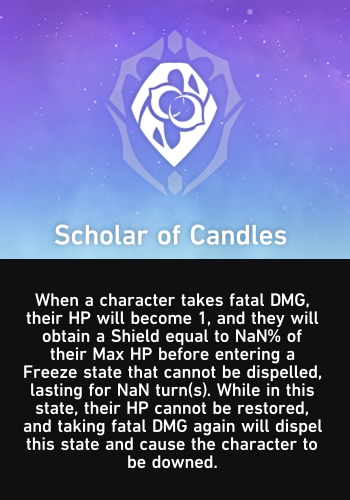 Scholar of Candles
When a character takes fatal DMG,
their HP will become 1, and they will
obtain a Shield equal to NaN% of
their Max HP before entering a
Freeze state that cannot be dispelled,
lasting for NaN turn(s). While in this
state, their HP cannot be restored,
and taking fatal DMG again will dispel
this state and cause the character to
be downed.